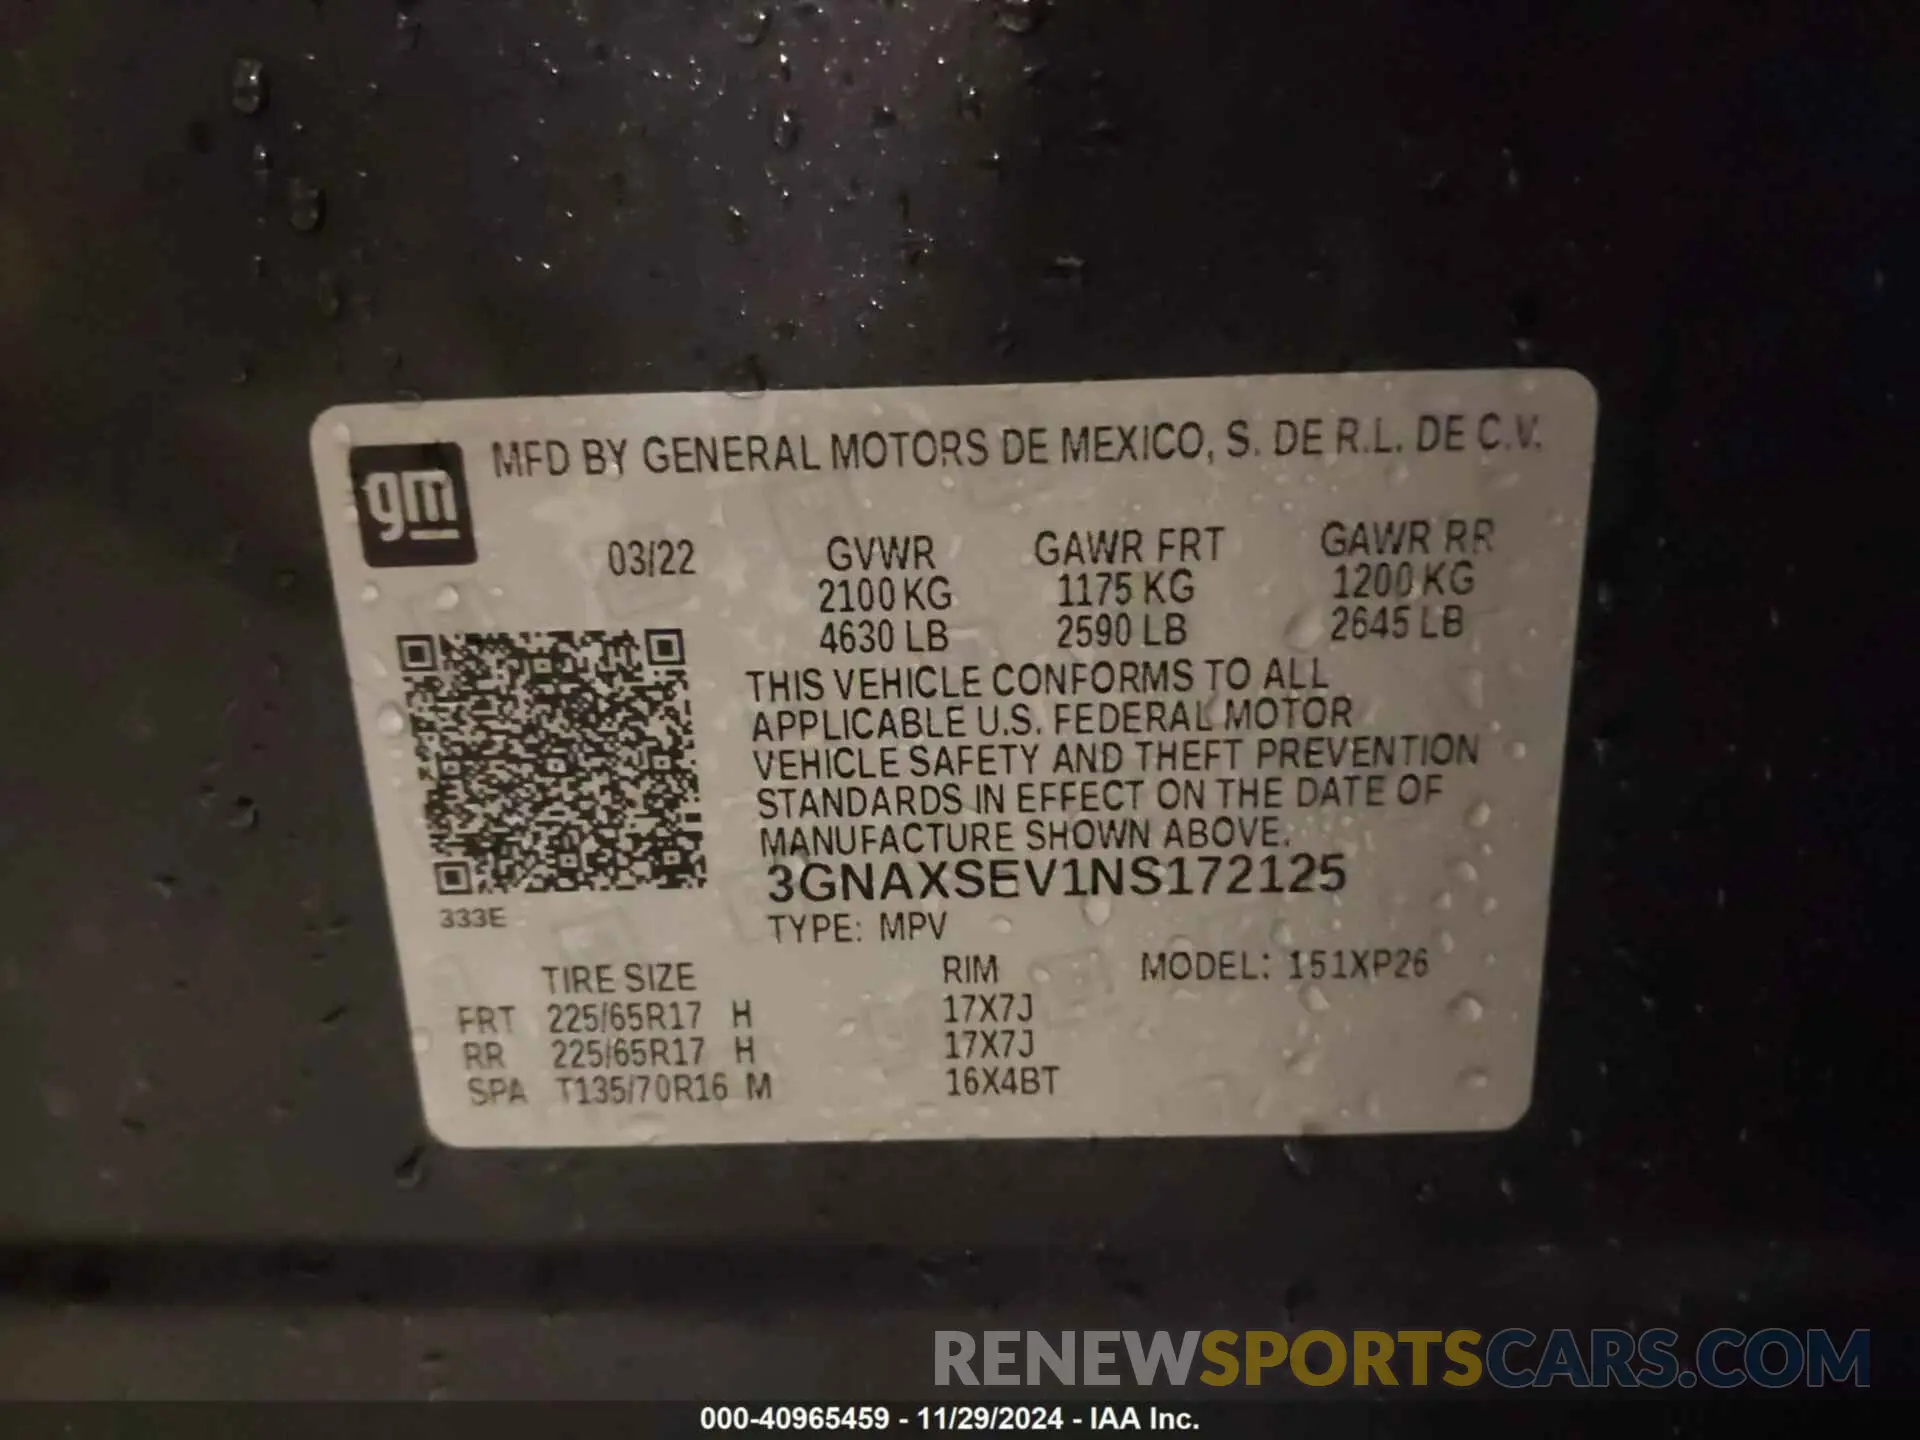 gm
MFD BY GENERAL MOTORS DE MEXICO, S. DE R.L. DE C.V.
03/22 GVWR GAWR FRT GAWR RR
2100 KG 1175 KG 1200 KG
4630 LB 2590 LB 2645 LB
THIS VEHICLE CONFORMS TO ALL
APPLICABLE U.S. FEDERAL MOTOR
VEHICLE SAFETY AND THEFT PREVENTION
STANDARDS IN EFFECT ON THE DATE OF
MANUFACTURE SHOWN ABOVE.
3GNAXSEV1NS172125
333E
TYPE: MPV
TIRE SIZE RIM MODEL: 151XP26
FRT 225/65R17 H 17X7J
RR 225/65R17 H 17X7J
SPA T135/70R16 M 16X4BT
RENEWSPORTSCARS.COM
000-40965459 - 11/29/2024 - IAA Inc.